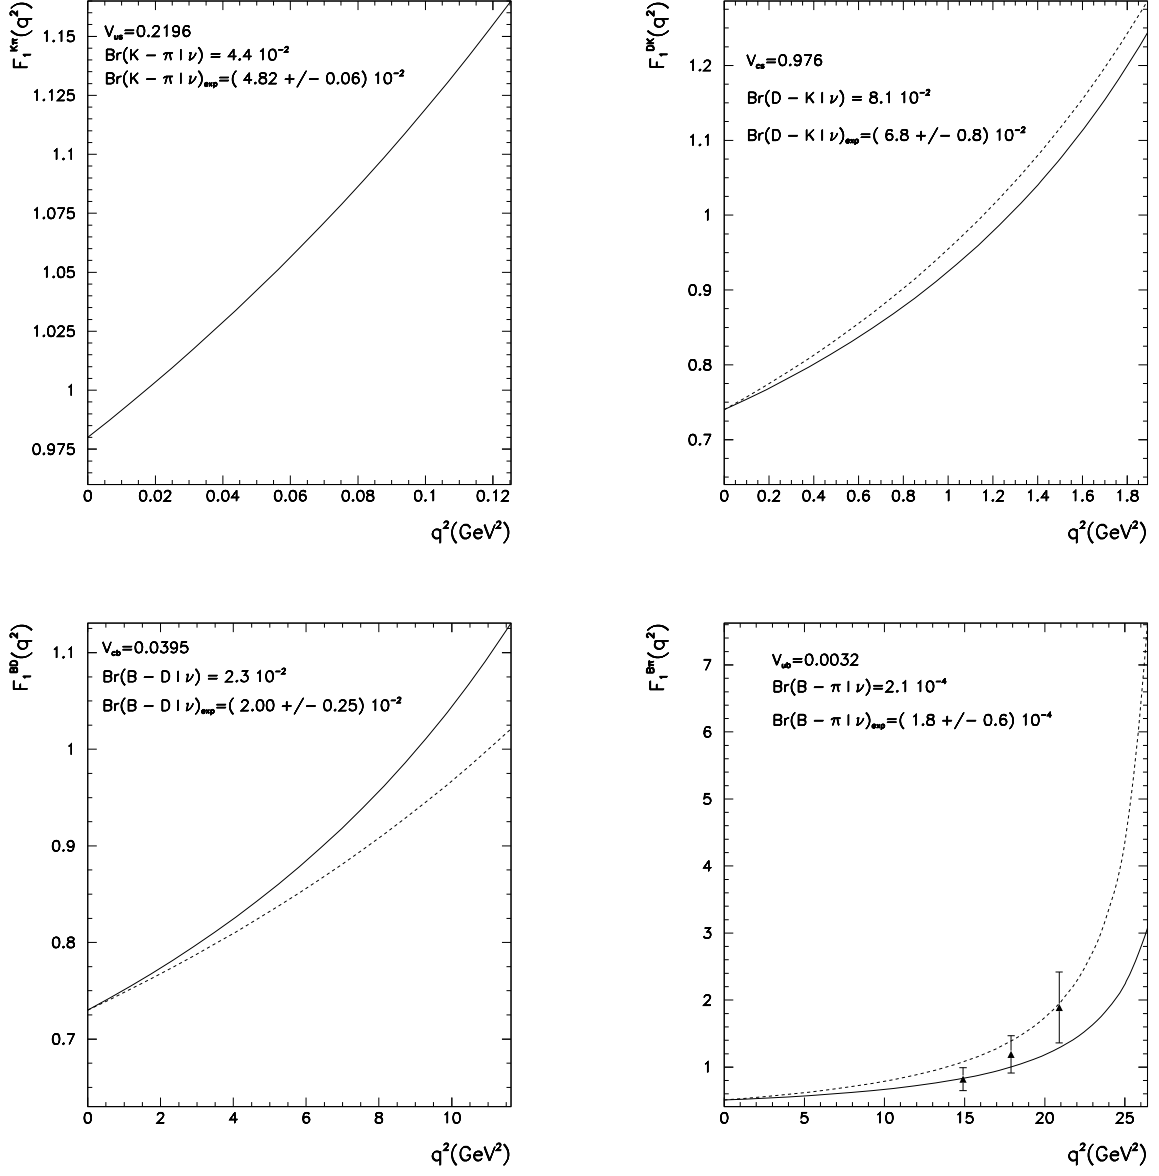 F₁ᴷᵖ(q²)
V_us=0.2196
Br(K − π l ν) = 4.4 10⁻²
Br(K − π l ν)_exp=( 4.82 +/− 0.06) 10⁻²
1.15
1.125
1.1
1.075
1.05
1.025
1
0.975
0 0.02 0.04 0.06 0.08 0.1 0.12
q²(GeV²)
F₁ᴰᴷ(q²)
V_cs=0.976
Br(D − K l ν) = 8.1 10⁻²
Br(D − K l ν)_exp=( 6.8 +/− 0.8) 10⁻²
1.2
1.1
1
0.9
0.8
0.7
0 0.2 0.4 0.6 0.8 1 1.2 1.4 1.6 1.8
q²(GeV²)
F₁ᴮᴰ(q²)
V_cb=0.0395
Br(B − D l ν) = 2.3 10⁻²
Br(B − D l ν)_exp=( 2.00 +/− 0.25) 10⁻²
1.1
1
0.9
0.8
0.7
0 2 4 6 8 10
q²(GeV²)
F₁^Bπ(q²)
V_ub=0.0032
Br(B − π l ν)=2.1 10⁻⁴
Br(B − π l ν)_exp=( 1.8 +/− 0.6) 10⁻⁴
7
6
5
4
3
2
1
0 5 10 15 20 25
q²(GeV²)